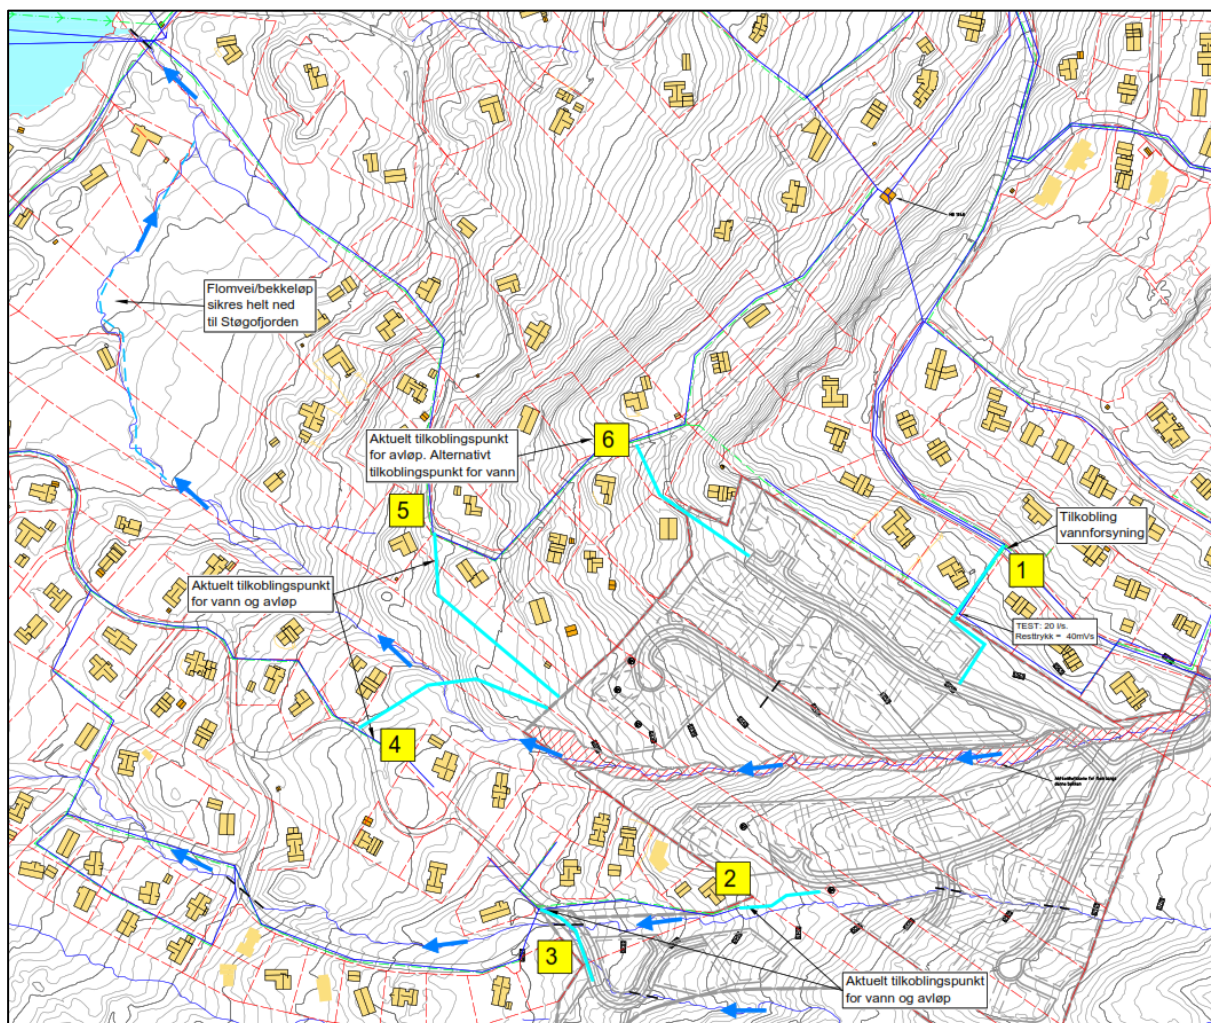 Flomvei/bekkeløp
sikres helt ned
til Støgofjorden
Aktuelt tilkoblingspunkt
for avløp. Alternativt
tilkoblingspunkt for vann
6
5
Tilkobling
vannforsyning
1
Aktuelt tilkoblingspunkt
for vann og avløp
TEST: 20 l/s.
Resttrykk = 40mVs
4
2
3
Aktuelt tilkoblingspunkt
for vann og avløp